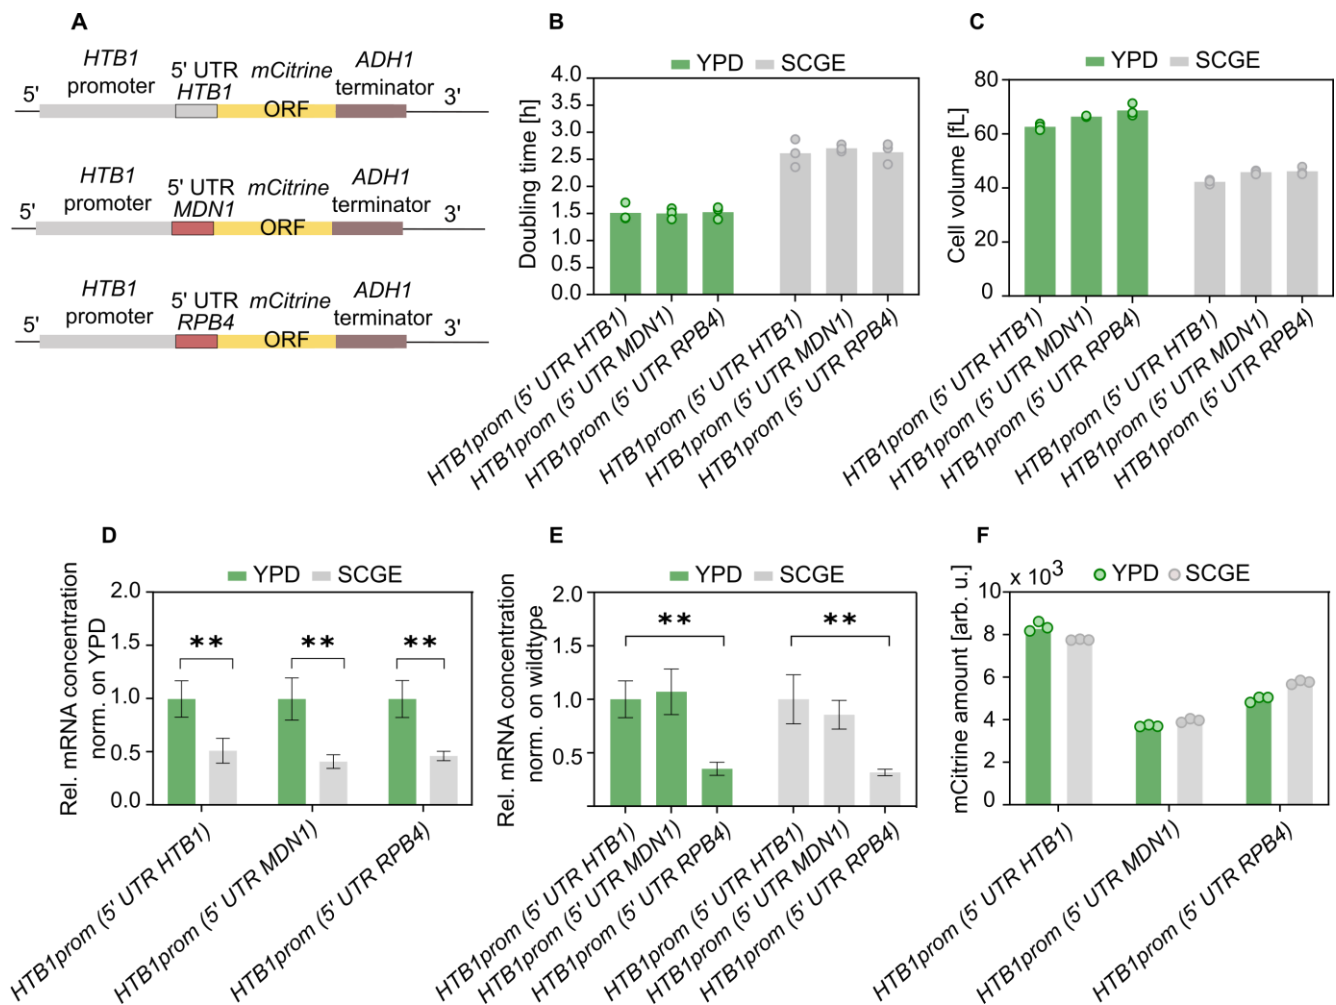 A
HTB1
promoter
5' UTR
HTB1
mCitrine
ORF
ADH1
terminator
5'
3'
HTB1
promoter
5' UTR
MDN1
mCitrine
ORF
ADH1
terminator
5'
3'
HTB1
promoter
5' UTR
RPB4
mCitrine
ORF
ADH1
terminator
5'
3'
B
YPD
SCGE
Doubling time [h]
4.0
3.5
3.0
2.5
2.0
1.5
1.0
0.5
0.0
HTB1prom (5' UTR HTB1)
HTB1prom (5' UTR MDN1)
HTB1prom (5' UTR RPB4)
HTB1prom (5' UTR HTB1)
HTB1prom (5' UTR MDN1)
HTB1prom (5' UTR RPB4)
C
YPD
SCGE
Cell volume [fL]
80
60
40
20
0
HTB1prom (5' UTR HTB1)
HTB1prom (5' UTR MDN1)
HTB1prom (5' UTR RPB4)
HTB1prom (5' UTR HTB1)
HTB1prom (5' UTR MDN1)
HTB1prom (5' UTR RPB4)
D
YPD
SCGE
Rel. mRNA concentration
norm. on YPD
2.0
1.5
1.0
0.5
0.0
**
**
**
HTB1prom (5' UTR HTB1)
HTB1prom (5' UTR MDN1)
HTB1prom (5' UTR RPB4)
E
YPD
SCGE
Rel. mRNA concentration
norm. on wildtype
2.0
1.5
1.0
0.5
**
**
HTB1prom (5' UTR HTB1)
HTB1prom (5' UTR MDN1)
HTB1prom (5' UTR RPB4)
HTB1prom (5' UTR HTB1)
HTB1prom (5' UTR MDN1)
HTB1prom (5' UTR RPB4)
F
x 10³
YPD
SCGE
mCitrine amount [arb. u.]
10
8
6
4
2
0
HTB1prom (5' UTR HTB1)
HTB1prom (5' UTR MDN1)
HTB1prom (5' UTR RPB4)